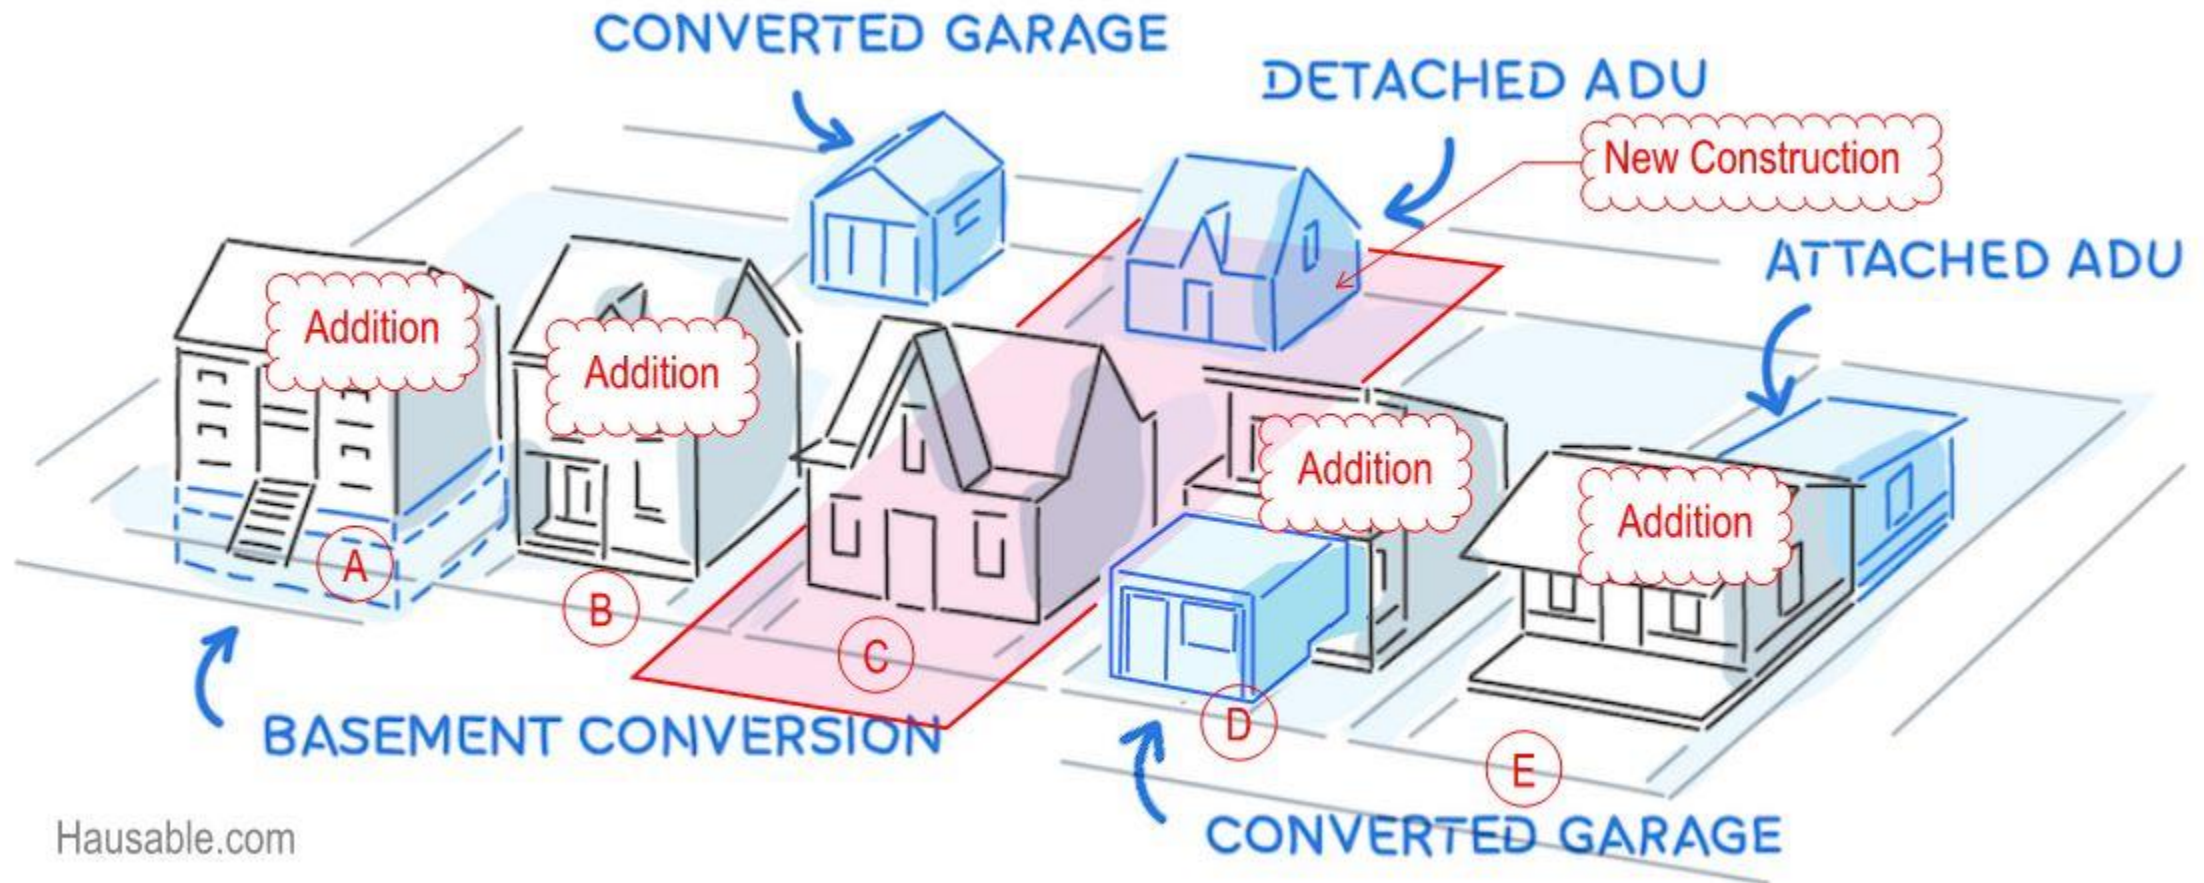 CONVERTED GARAGE
DETACHED ADU
New Construction
ATTACHED ADU
Addition
Addition
Addition
Addition
A
B
C
D
E
BASEMENT CONVERSION
CONVERTED GARAGE
Hausable.com